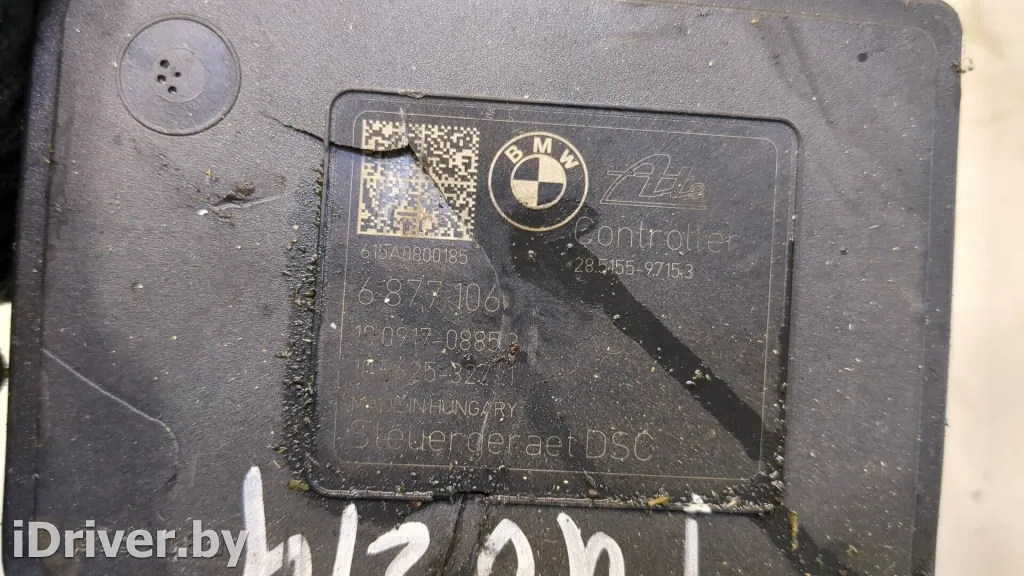 BMW Ate
Controller
615A0800185 28.5155-9715.3
6 877 106
10.0917-0885.
MADE IN HUNGARY
Steuergeraet DSC
iDriver.by